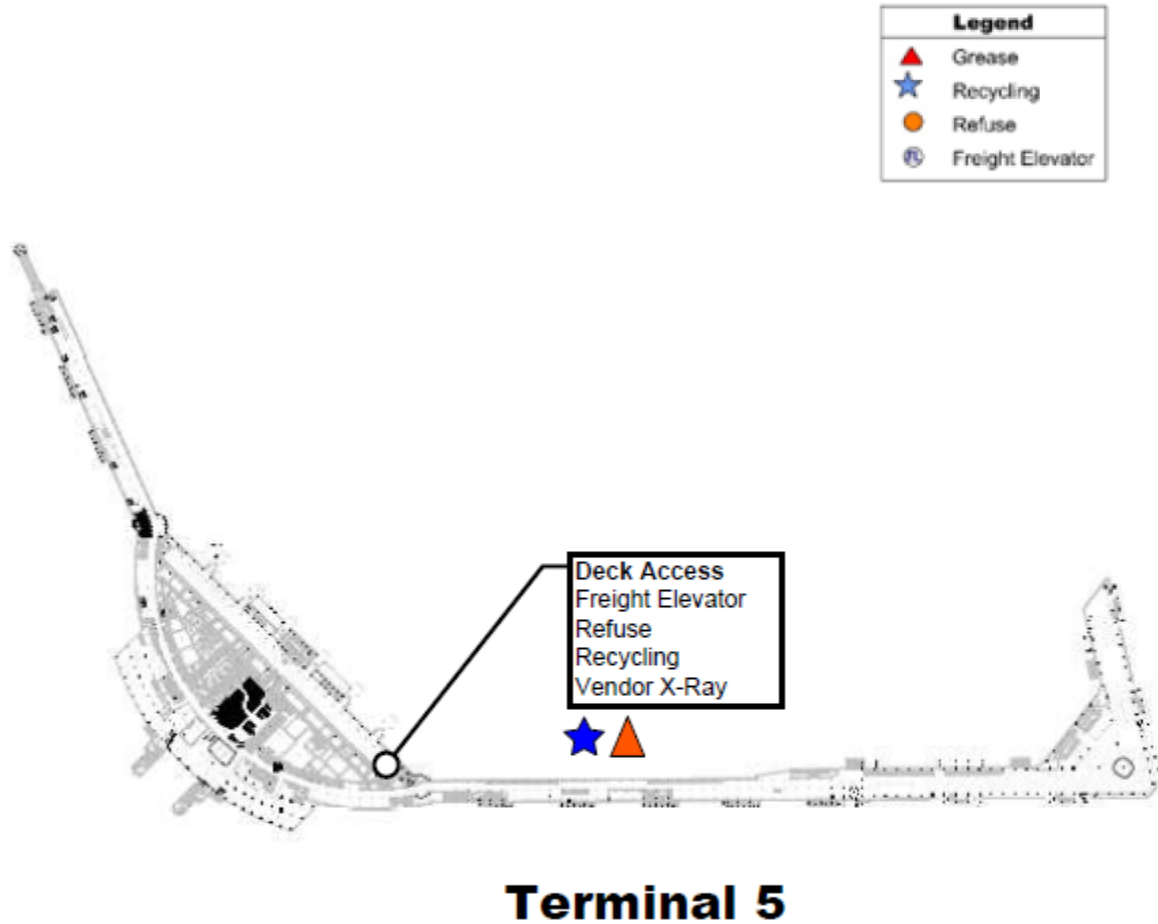 Legend
Grease
Recycling
Refuse
Freight Elevator
Deck Access
Freight Elevator
Refuse
Recycling
Vendor X-Ray
Terminal 5